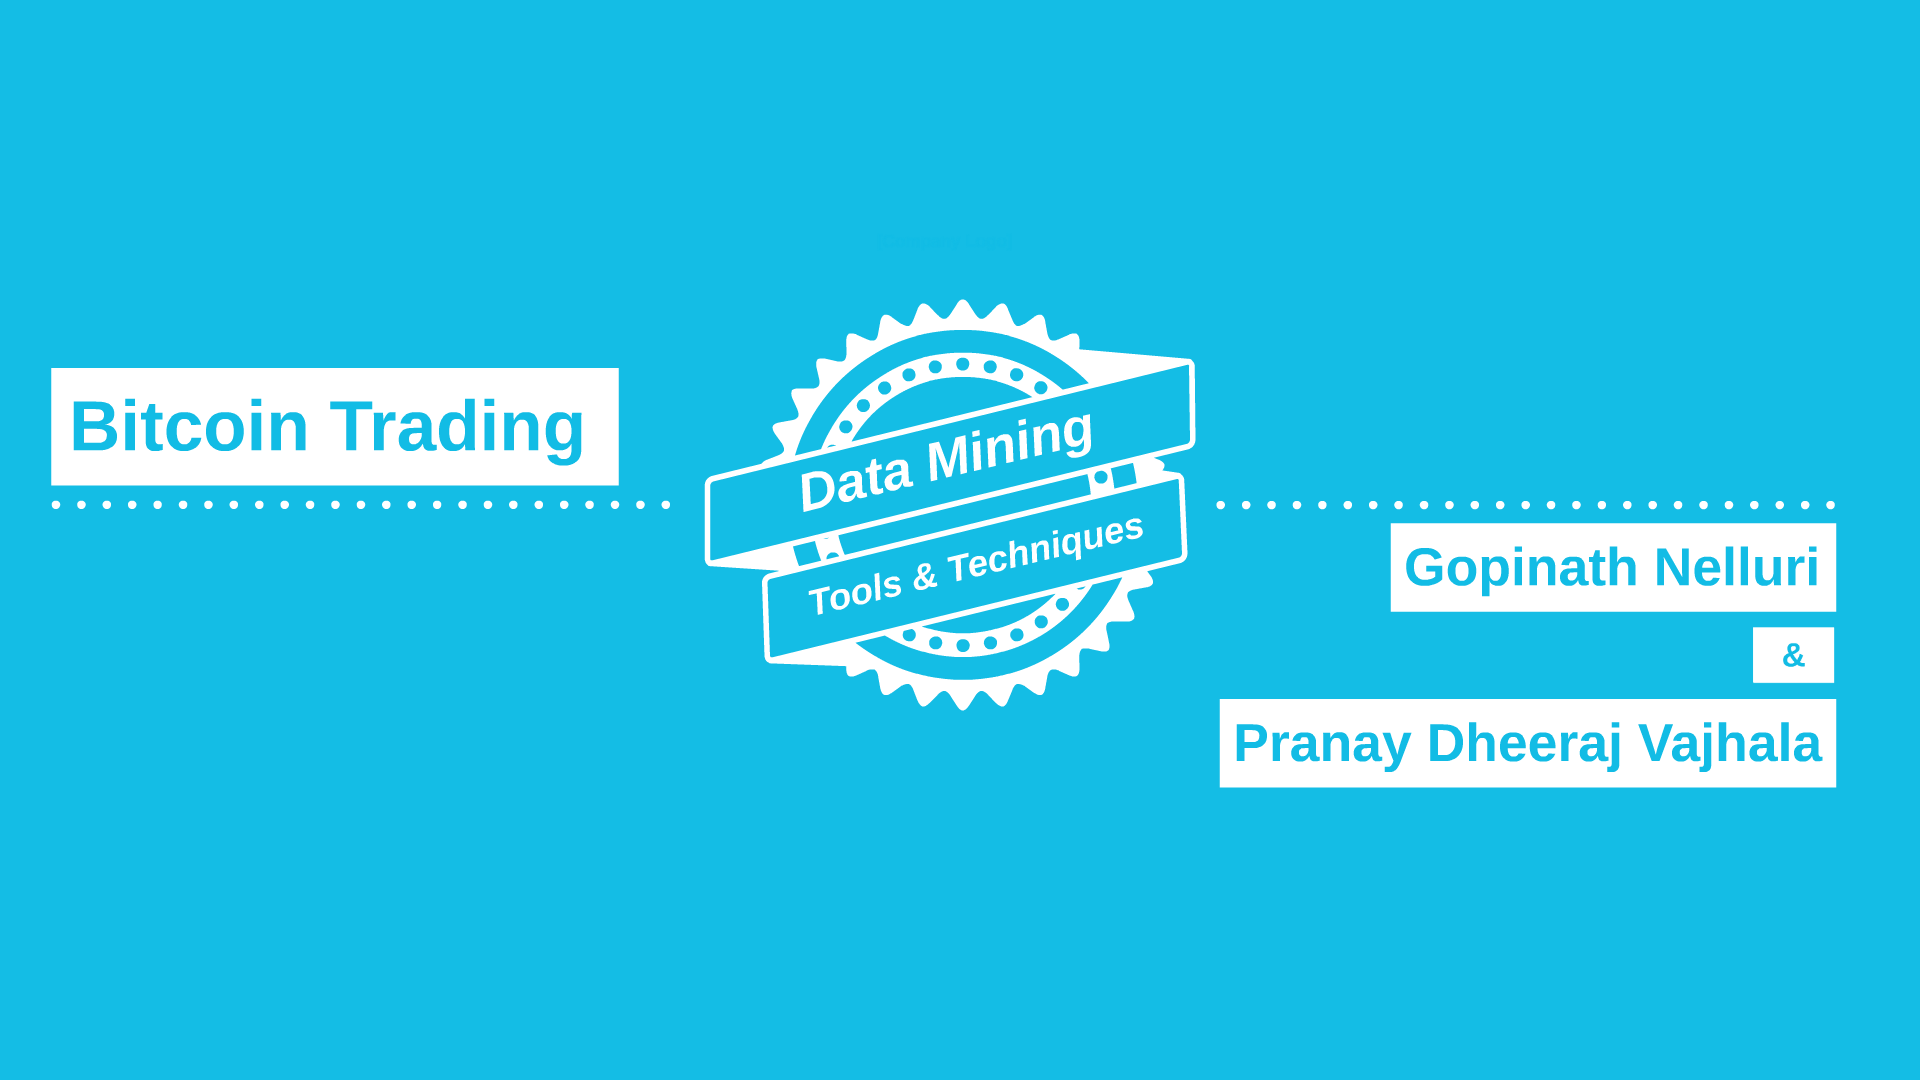 Bitcoin Trading
Data Mining
Tools & Techniques
Gopinath Nelluri
&
Pranay Dheeraj Vajhala